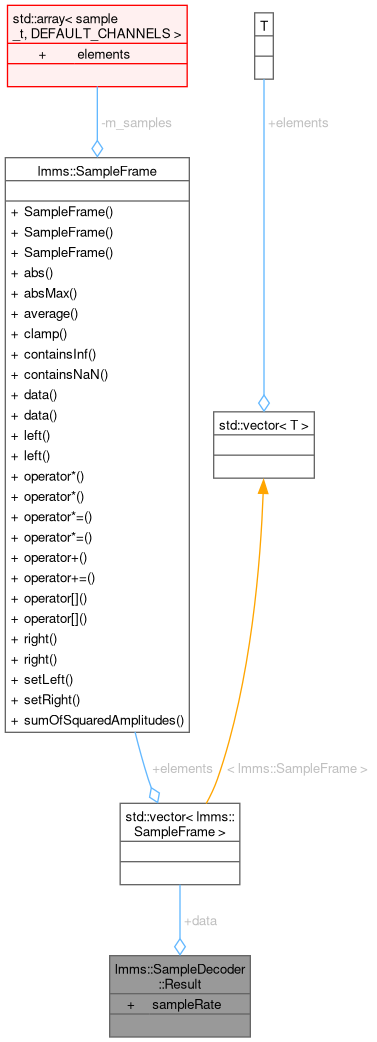 std::array< sample
_t, DEFAULT_CHANNELS >
+ elements
T
-m_samples
+elements
lmms::SampleFrame
+ SampleFrame()
+ SampleFrame()
+ SampleFrame()
+ abs()
+ absMax()
+ average()
+ clamp()
+ containsInf()
+ containsNaN()
+ data()
+ data()
+ left()
+ left()
+ operator*()
+ operator*()
+ operator*=()
+ operator*=()
+ operator+()
+ operator+=()
+ operator[]()
+ operator[]()
+ right()
+ right()
+ setLeft()
+ setRight()
+ sumOfSquaredAmplitudes()
std::vector< T >
+elements
< lmms::SampleFrame >
std::vector< lmms::
SampleFrame >
+data
lmms::SampleDecoder
::Result
+ sampleRate